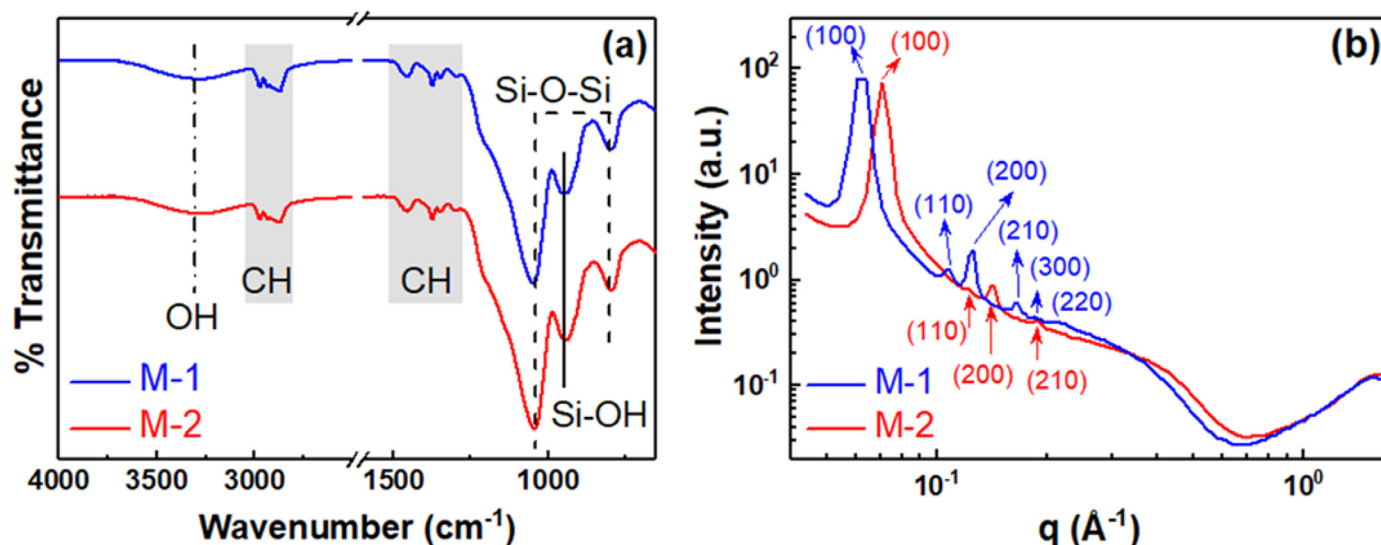 (a)
Si-O-Si
OH
CH
CH
M-1
M-2
Si-OH
% Transmittance
4000 3500 3000 1500 1000
Wavenumber (cm⁻¹)
(b)
(100) (100)
(110)
(200)
(210)
(300)
(220)
(110)
(200)
(210)
M-1
M-2
Intensity (a.u.)
10²
10¹
10⁰
10⁻¹
10⁻¹ 10⁰
q (Å⁻¹)